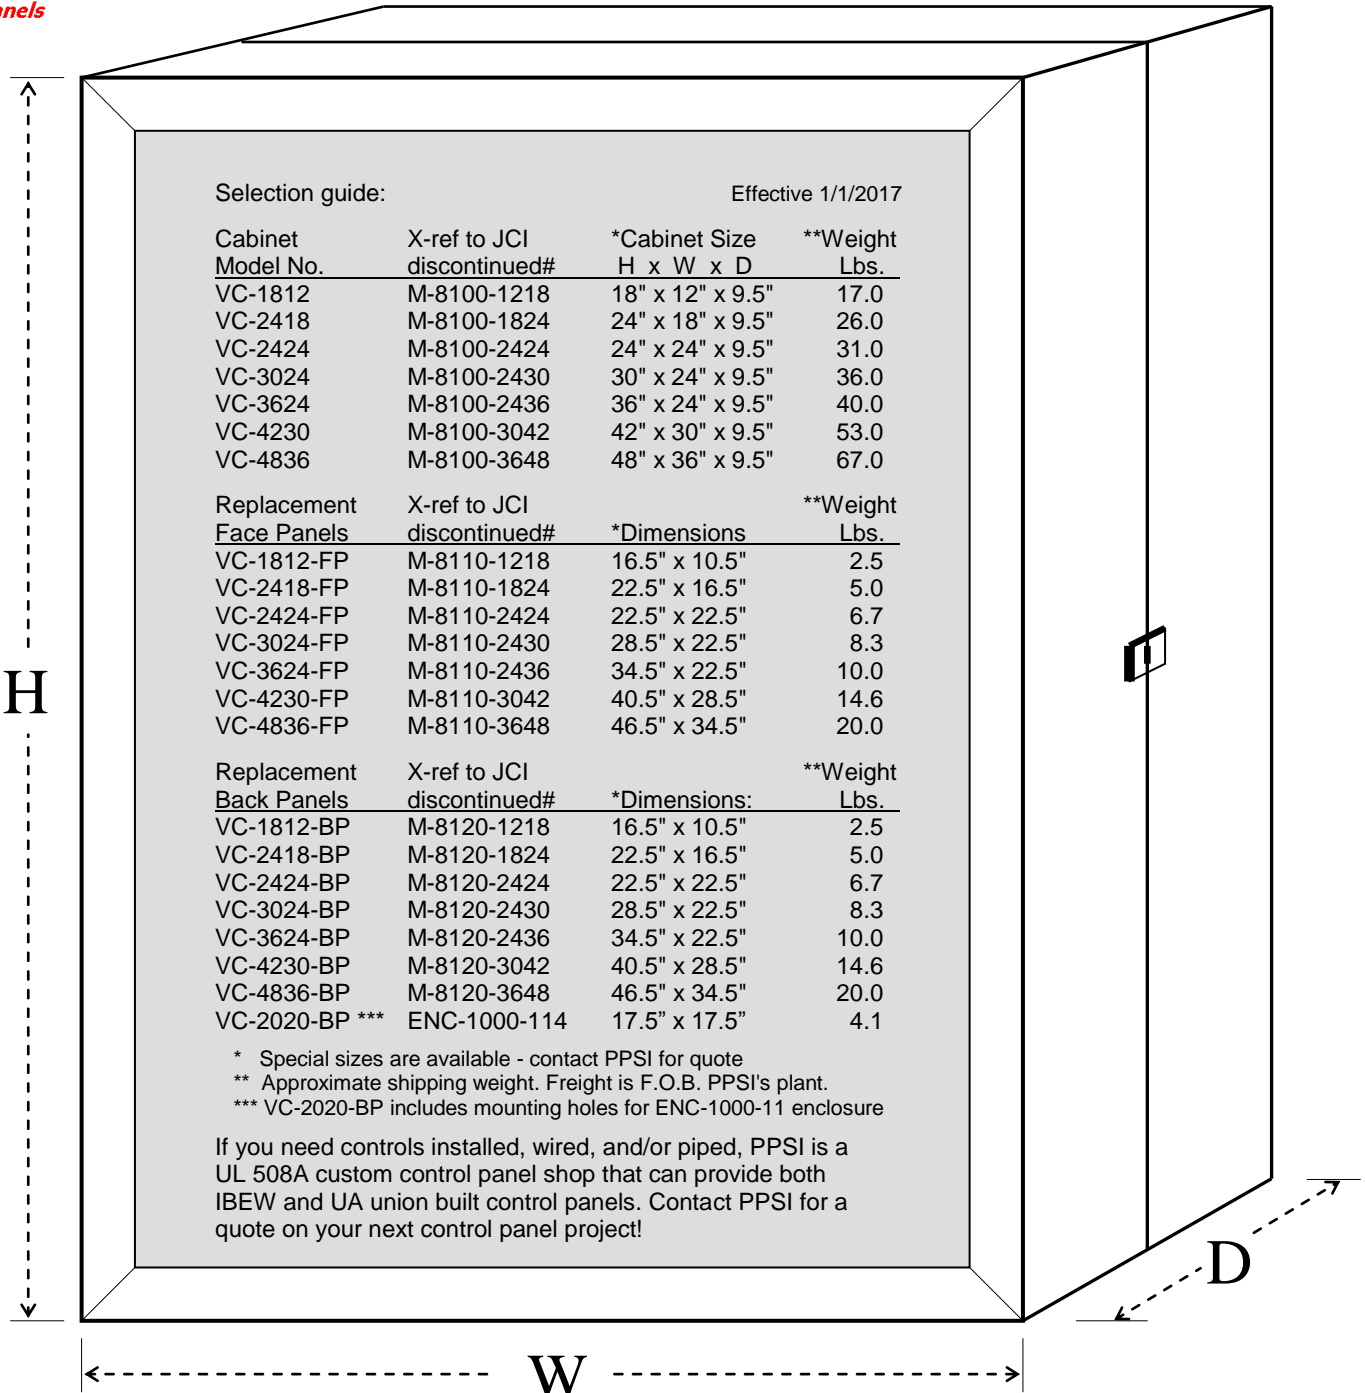 Selection guide: Effective 1/1/2017
Cabinet X-ref to JCI *Cabinet Size **Weight
Model No. discontinued# H x W x D Lbs.
VC-1812 M-8100-1218 18" x 12" x 9.5" 17.0
VC-2418 M-8100-1824 24" x 18" x 9.5" 26.0
VC-2424 M-8100-2424 24" x 24" x 9.5" 31.0
VC-3024 M-8100-2430 30" x 24" x 9.5" 36.0
VC-3624 M-8100-2436 36" x 24" x 9.5" 40.0
VC-4230 M-8100-3042 42" x 30" x 9.5" 53.0
VC-4836 M-8100-3648 48" x 36" x 9.5" 67.0
Replacement X-ref to JCI **Weight
Face Panels discontinued# *Dimensions Lbs.
VC-1812-FP M-8110-1218 16.5" x 10.5" 2.5
VC-2418-FP M-8110-1824 22.5" x 16.5" 5.0
VC-2424-FP M-8110-2424 22.5" x 22.5" 6.7
VC-3024-FP M-8110-2430 28.5" x 22.5" 8.3
VC-3624-FP M-8110-2436 34.5" x 22.5" 10.0
VC-4230-FP M-8110-3042 40.5" x 28.5" 14.6
VC-4836-FP M-8110-3648 46.5" x 34.5" 20.0
H
Replacement X-ref to JCI **Weight
Back Panels discontinued# *Dimensions: Lbs.
VC-1812-BP M-8120-1218 16.5" x 10.5" 2.5
VC-2418-BP M-8120-1824 22.5" x 16.5" 5.0
VC-2424-BP M-8120-2424 22.5" x 22.5" 6.7
VC-3024-BP M-8120-2430 28.5" x 22.5" 8.3
VC-3624-BP M-8120-2436 34.5" x 22.5" 10.0
VC-4230-BP M-8120-3042 40.5" x 28.5" 14.6
VC-4836-BP M-8120-3648 46.5" x 34.5" 20.0
VC-2020-BP *** ENC-1000-114 17.5” x 17.5” 4.1
* Special sizes are available - contact PPSI for quote
** Approximate shipping weight. Freight is F.O.B. PPSI's plant.
*** VC-2020-BP includes mounting holes for ENC-1000-11 enclosure
If you need controls installed, wired, and/or piped, PPSI is a
UL 508A custom control panel shop that can provide both
IBEW and UA union built control panels. Contact PPSI for a
quote on your next control panel project!
D
W